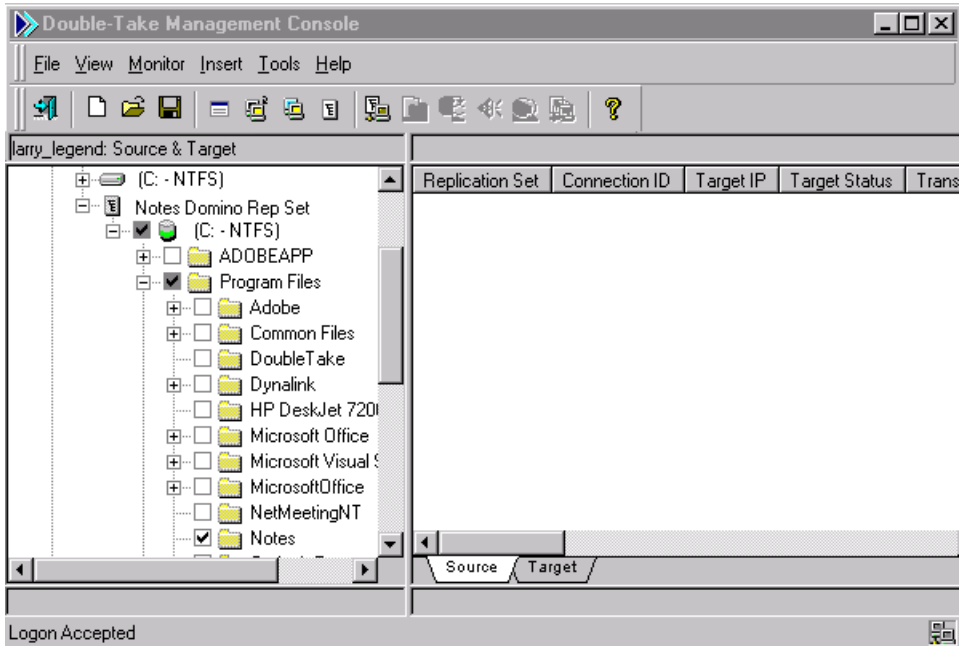 Double-Take Management Console
File View Monitor Insert Tools Help
larry_legend: Source & Target
Replication Set Connection ID Target IP Target Status Trans
(C: - NTFS)
Notes Domino Rep Set
(C: - NTFS)
ADOBEAPP
Program Files
Adobe
Common Files
DoubleTake
Dynalink
HP DeskJet 720
Microsoft Office
Microsoft Visual
MicrosoftOffice
NetMeetingNT
Notes
Source Target
Logon Accepted